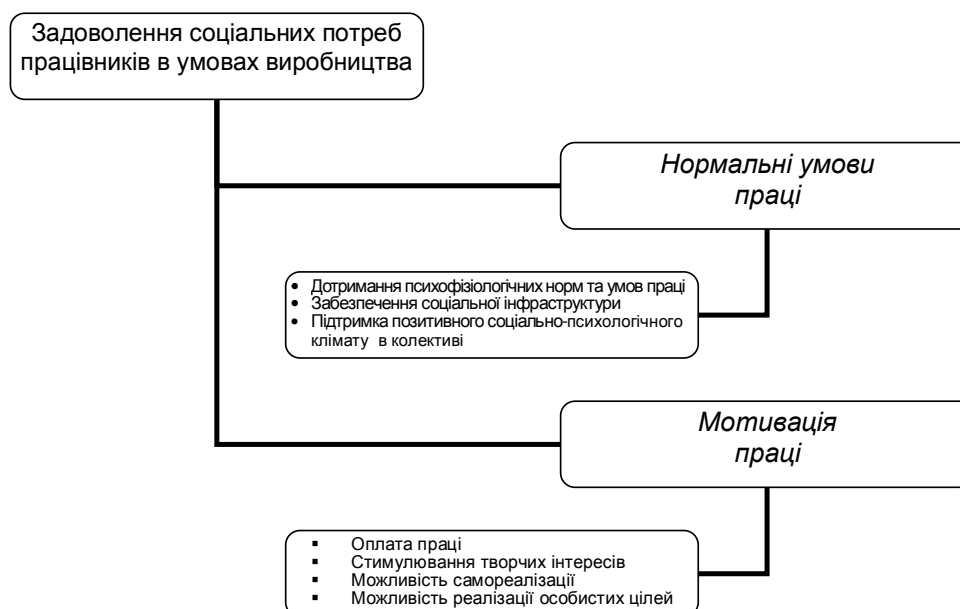 Задоволення соціальних потреб
працівників в умовах виробництва
Нормальні умови
праці
• Дотримання психофізіологічних норм та умов праці
• Забезпечення соціальної інфраструктури
• Підтримка позитивного соціально-психологічного
клімату в колективі
Мотивація
праці
▪ Оплата праці
▪ Стимулювання творчих інтересів
▪ Можливість самореалізації
▪ Можливість реалізації особистих цілей